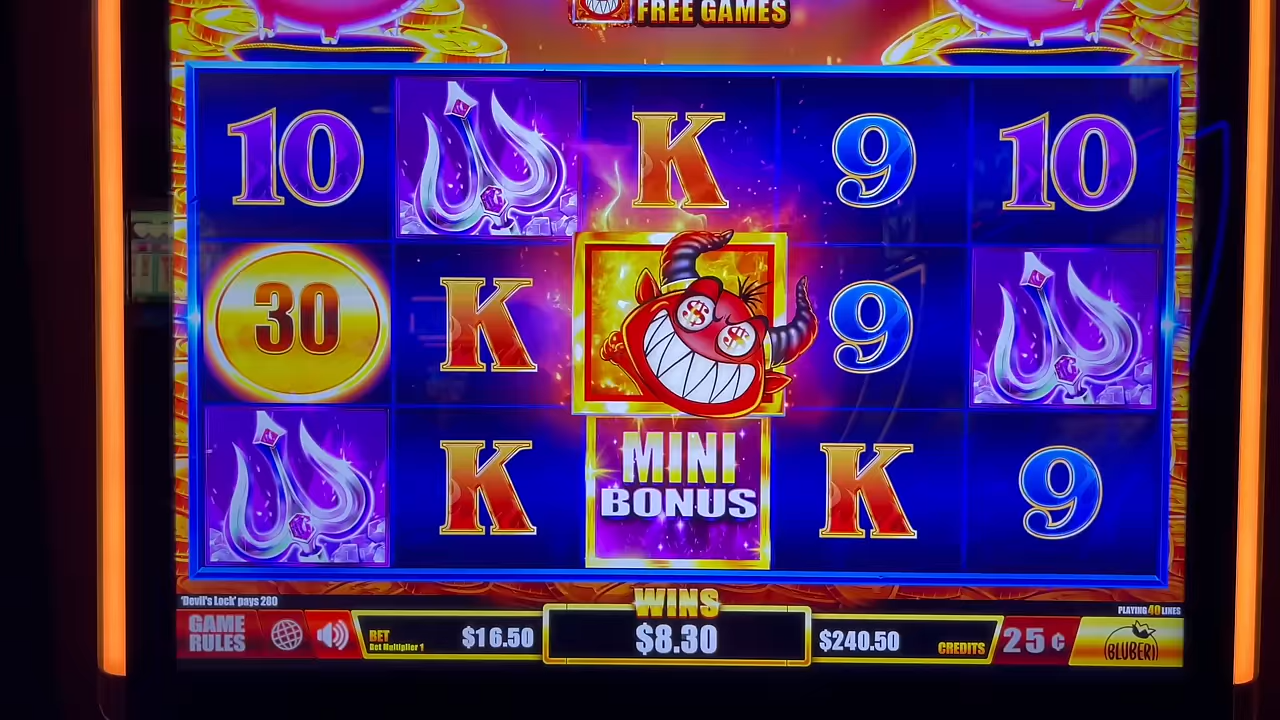 FREE GAMES
10 K 9 10
30 K 9
MINI
BONUS
K K 9
'Devil's Lock' pays 280
WINS
PLAYING 40 LINES
GAME
RULES
BET
Bet Multiplier 1
$16.50
$8.30
$240.50
CREDITS
25¢
BLUBERI